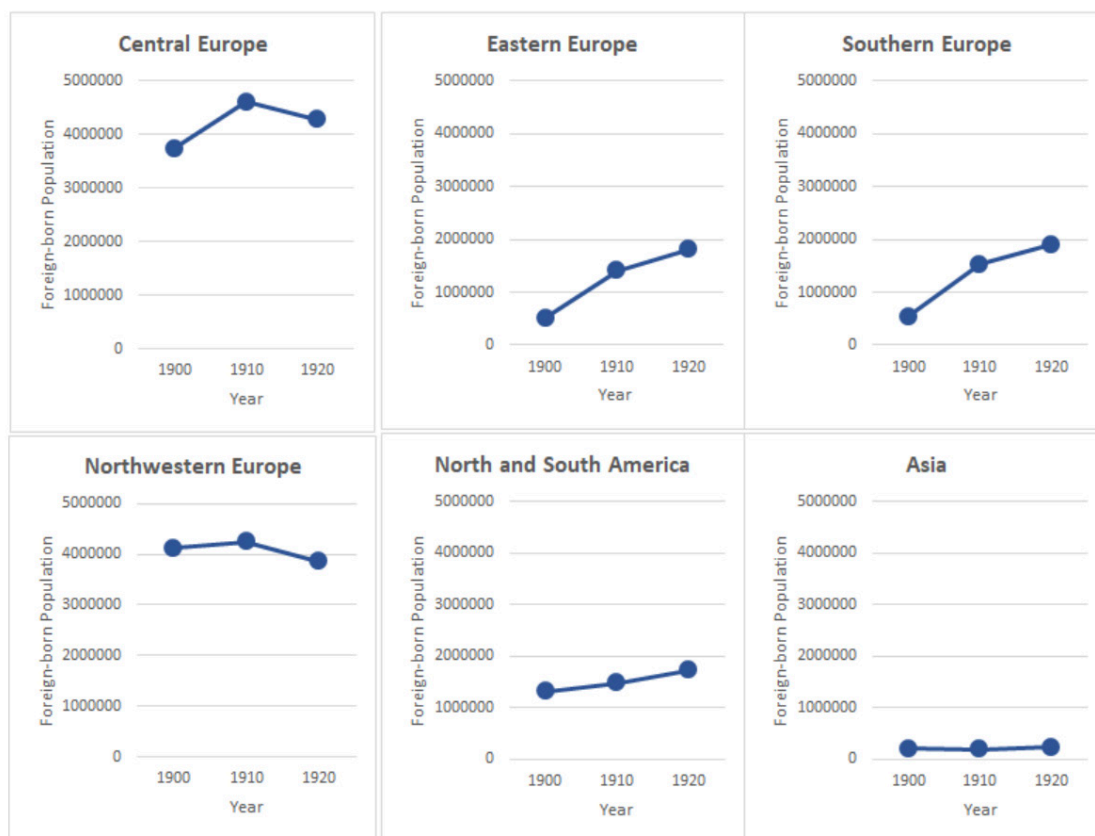 Central Europe
5000000
4000000
3000000
2000000
1000000
0
1900 1910 1920
Year
Foreign-born Population
Eastern Europe
5000000
4000000
3000000
2000000
1000000
0
1900 1910 1920
Year
Foreign-born Population
Southern Europe
5000000
4000000
3000000
2000000
1000000
0
1900 1910 1920
Year
Foreign-born Population
Northwestern Europe
5000000
4000000
3000000
2000000
1000000
0
1900 1910 1920
Year
Foreign-born Population
North and South America
5000000
4000000
3000000
2000000
1000000
0
1900 1910 1920
Year
Foreign-born Population
Asia
5000000
4000000
3000000
2000000
1000000
0
1900 1910 1920
Year
Foreign-born Population